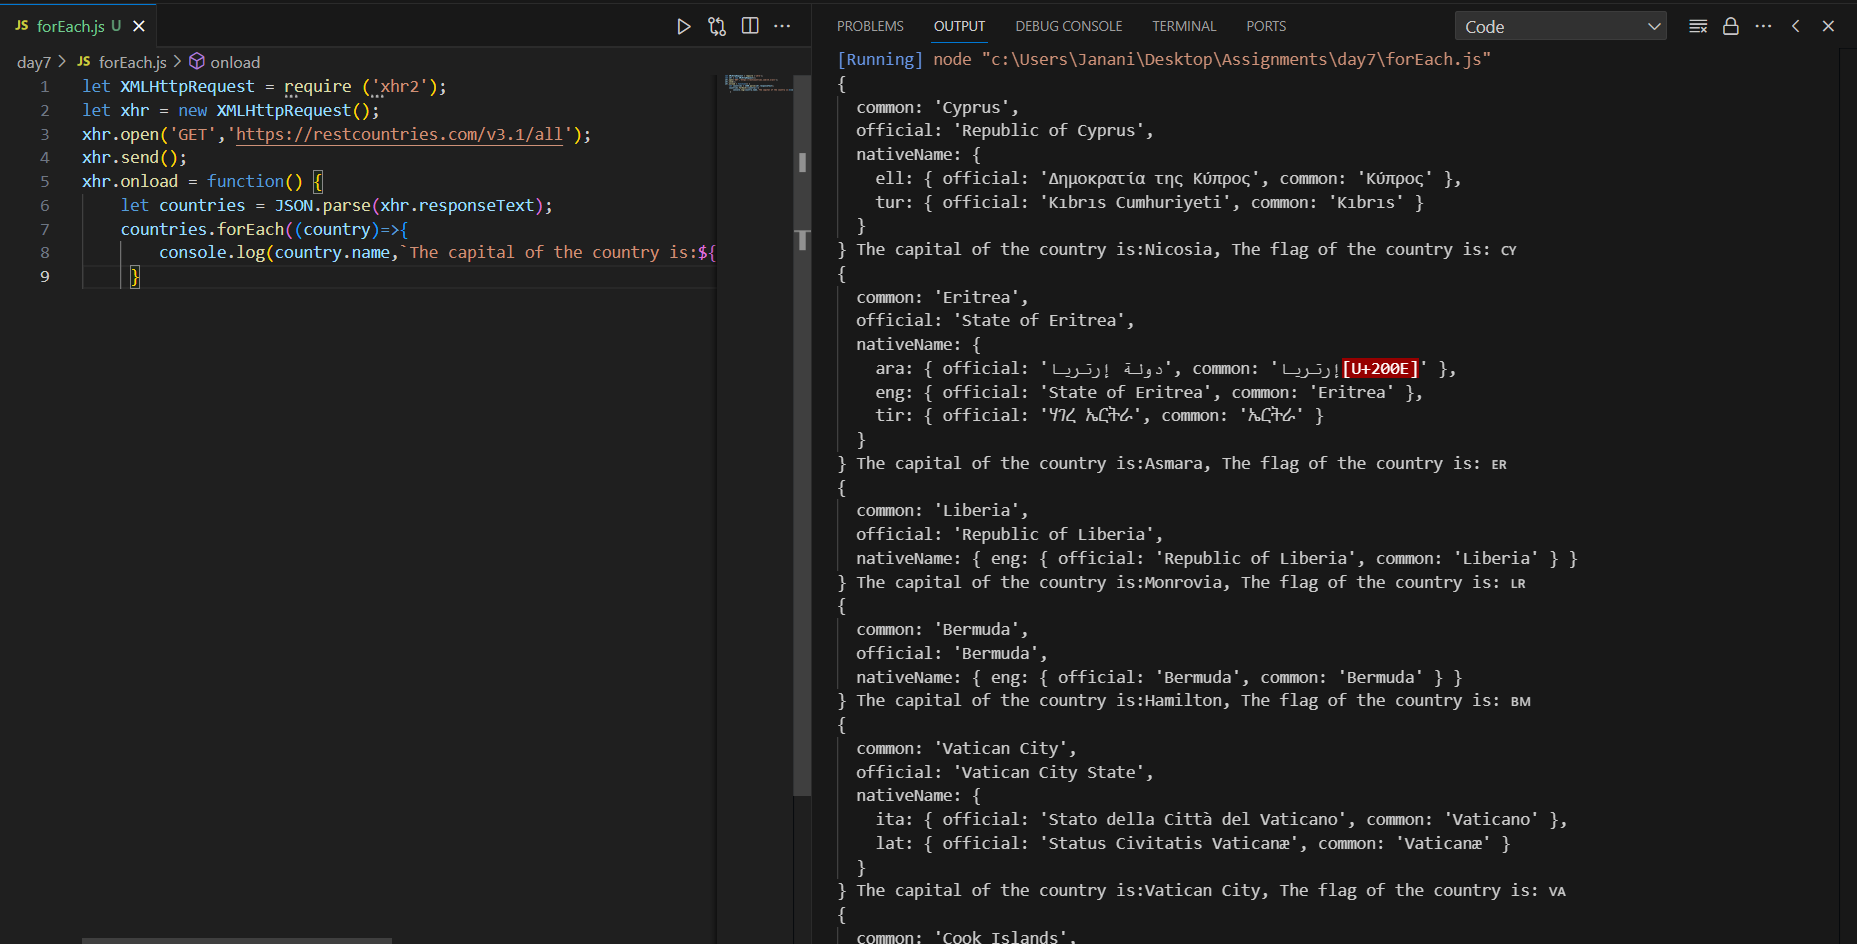 JS forEach.js U
day7 > JS forEach.js > onload
1 let XMLHttpRequest = require ('xhr2');
2 let xhr = new XMLHttpRequest();
3 xhr.open('GET','https://restcountries.com/v3.1/all');
4 xhr.send();
5 xhr.onload = function() {
6 let countries = JSON.parse(xhr.responseText);
7 countries.forEach((country)=>{
8 console.log(country.name,`The capital of the country is:${
9 }
PROBLEMS OUTPUT DEBUG CONSOLE TERMINAL PORTS Code
[Running] node "c:\Users\Janani\Desktop\Assignments\day7\forEach.js"
{
common: 'Cyprus',
official: 'Republic of Cyprus',
nativeName: {
ell: { official: 'Δημοκρατία της Κύπρος', common: 'Κύπρος' },
tur: { official: 'Kıbrıs Cumhuriyeti', common: 'Kıbrıs' }
}
} The capital of the country is:Nicosia, The flag of the country is: CY
{
common: 'Eritrea',
official: 'State of Eritrea',
nativeName: {
ara: { official: 'دولة إرتريا', common: 'إرتريا[U+200E]' },
eng: { official: 'State of Eritrea', common: 'Eritrea' },
tir: { official: 'ሃገረ ኤርትራ', common: 'ኤርትራ' }
}
} The capital of the country is:Asmara, The flag of the country is: ER
{
common: 'Liberia',
official: 'Republic of Liberia',
nativeName: { eng: { official: 'Republic of Liberia', common: 'Liberia' } }
} The capital of the country is:Monrovia, The flag of the country is: LR
{
common: 'Bermuda',
official: 'Bermuda',
nativeName: { eng: { official: 'Bermuda', common: 'Bermuda' } }
} The capital of the country is:Hamilton, The flag of the country is: BM
{
common: 'Vatican City',
official: 'Vatican City State',
nativeName: {
ita: { official: 'Stato della Città del Vaticano', common: 'Vaticano' },
lat: { official: 'Status Civitatis Vaticanæ', common: 'Vaticanæ' }
}
} The capital of the country is:Vatican City, The flag of the country is: VA
{
common: 'Cook Islands',